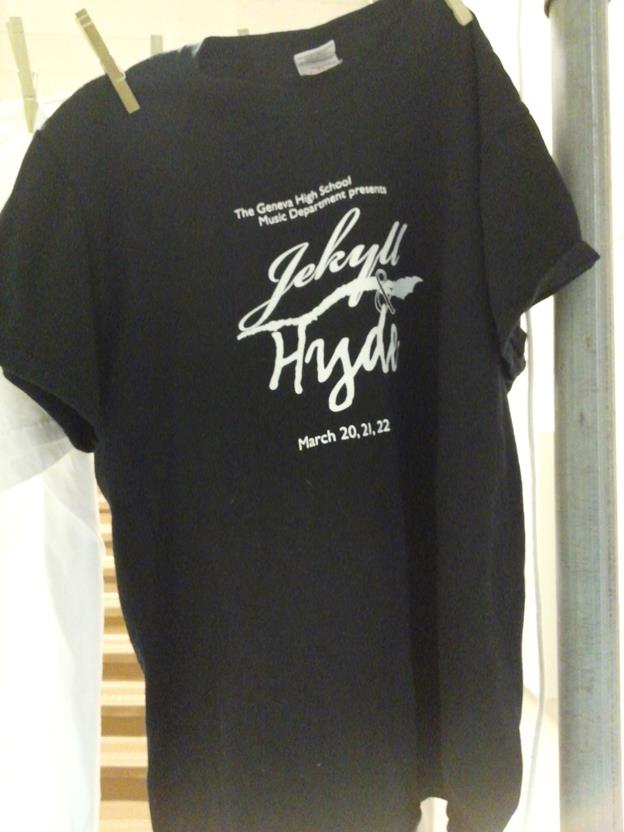 The Geneva High School
Music Department presents
Jekyll
&
Hyde
March 20, 21, 22